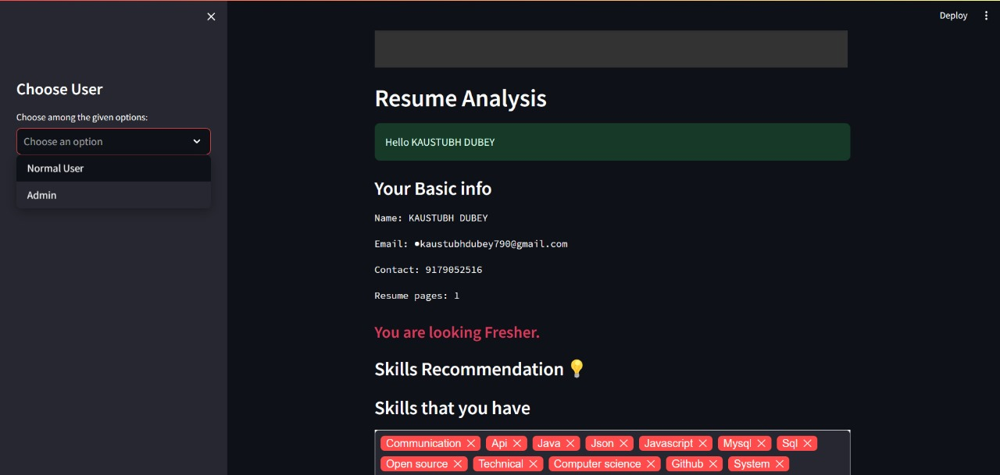 Deploy
Choose User
Choose among the given options:
Choose an option
Normal User
Admin
Resume Analysis
Hello KAUSTUBH DUBEY
Your Basic info
Name: KAUSTUBH DUBEY
Email: ●kaustubhdubey790@gmail.com
Contact: 9179052516
Resume pages: 1
You are looking Fresher.
Skills Recommendation 💡
Skills that you have
Communication Api Java Json Javascript Mysql Sql
Open source Technical Computer science Github System